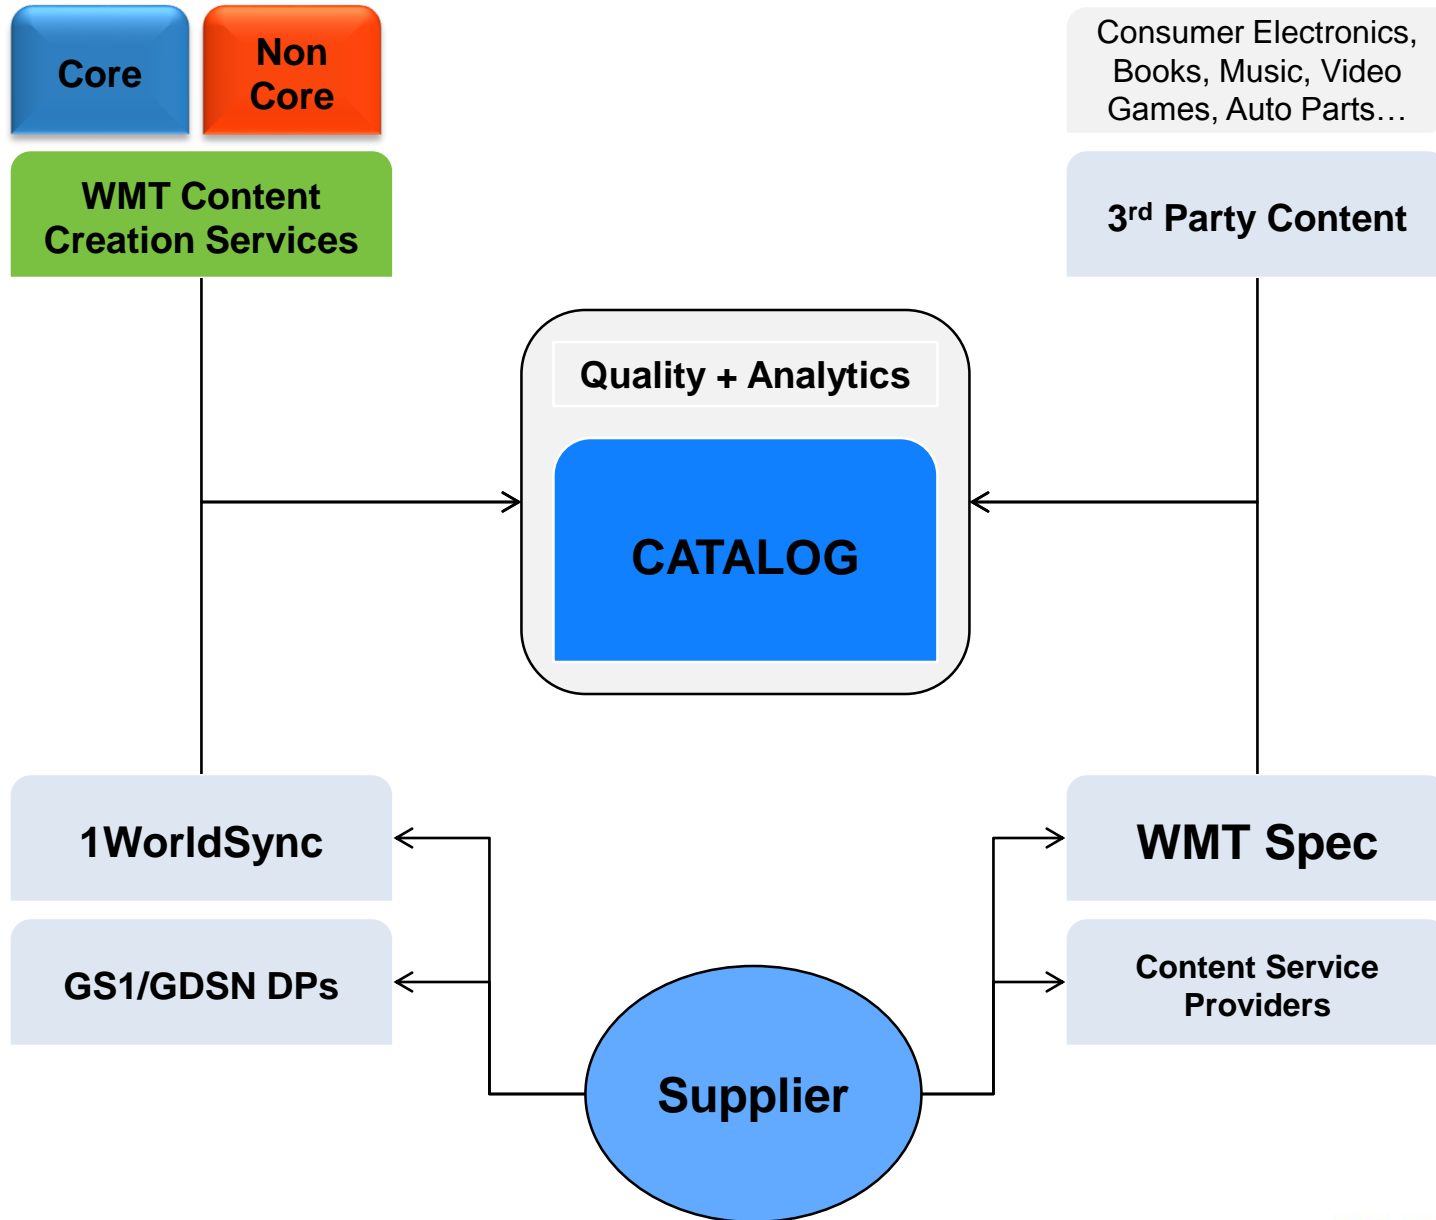 Core
Non
Core
Consumer Electronics,
Books, Music, Video
Games, Auto Parts…
WMT Content
Creation Services
3rd Party Content
Quality + Analytics
CATALOG
1WorldSync
WMT Spec
GS1/GDSN DPs
Content Service
Providers
Supplier